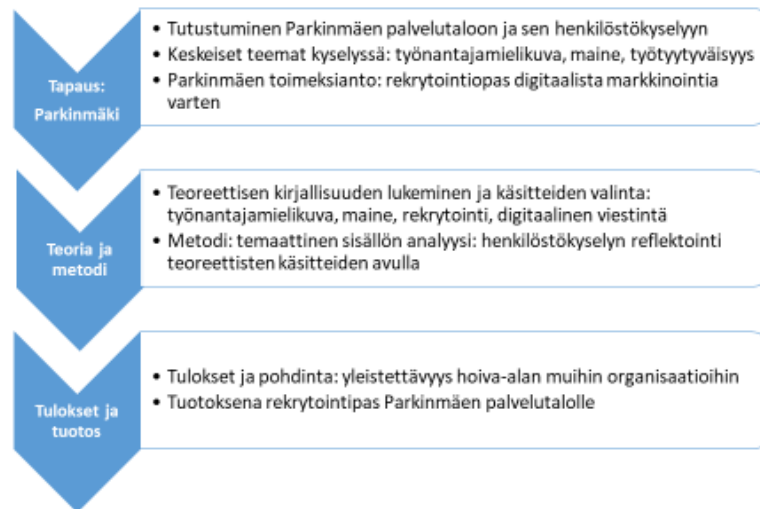 Tapaus:
Parkinmäki
• Tutustuminen Parkinmäen palvelutaloon ja sen henkilöstökyselyyn
• Keskeiset teemat kyselyssä: työnantajamielikuva, maine, työtyytyväisyys
• Parkinmäen toimeksianto: rekrytointiopas digitaalista markkinointia
varten
Teoria ja
metodi
• Teoreettisen kirjallisuuden lukeminen ja käsitteiden valinta:
työnantajamielikuva, maine, rekrytointi, digitaalinen viestintä
• Metodi: temaattinen sisällön analyysi: henkilöstökyselyn reflektointi
teoreettisten käsitteiden avulla
Tulokset ja
tuotos
• Tulokset ja pohdinta: yleistettävyys hoiva-alan muihin organisaatioihin
• Tuotoksena rekrytointipas Parkinmäen palvelutalolle